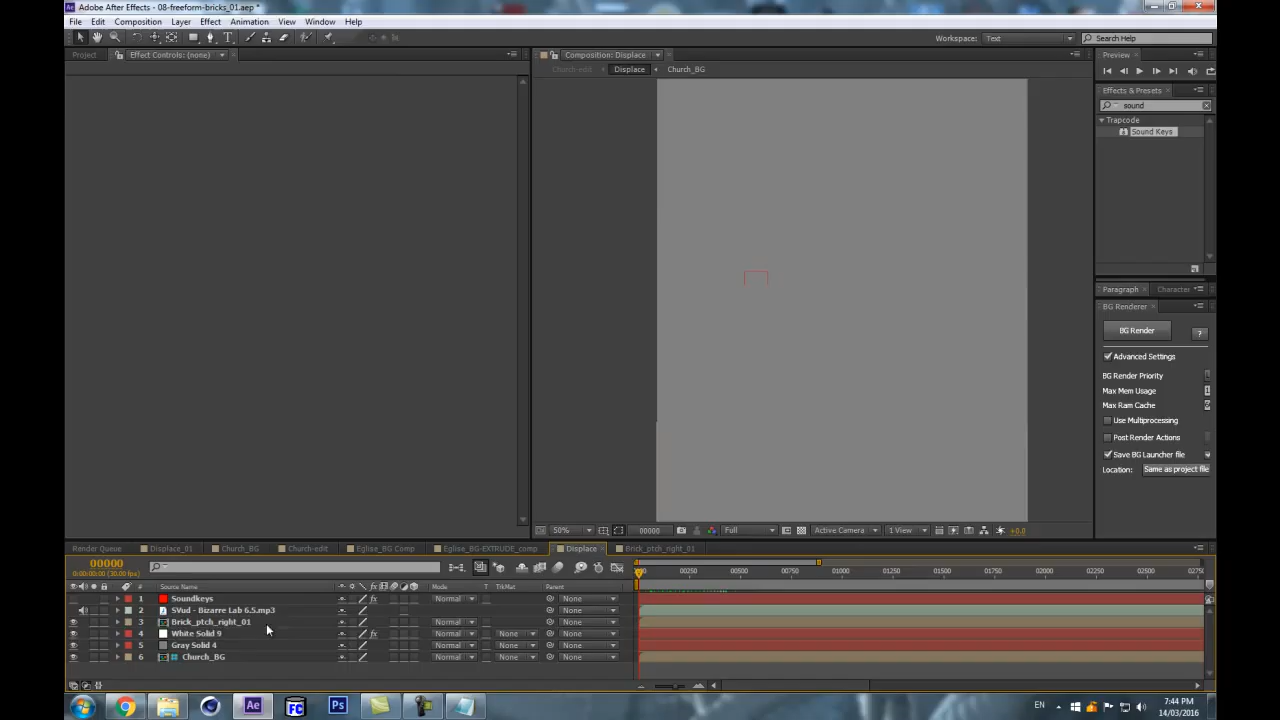 Adobe After Effects - 08-freeform-bricks_01.aep *
File Edit Composition Layer Effect Animation View Window Help
Workspace: Text Search Help
Project Effect Controls: (none) Composition: Displace Preview
Church-edit Displace Church_BG
Effects & Presets
sound
Trapcode
Sound Keys
Paragraph Character
BG Renderer
BG Render ?
Advanced Settings
BG Render Priority
Max Mem Usage
Max Ram Cache
Use Multiprocessing
Post Render Actions
Save BG Launcher file
Location: Same as project file
50% 00000 Full Active Camera 1 View +0.0
Render Queue Displace_01 Church_BG Church-edit Eglise_BG Comp Eglise_BG-EXTRUDE_comp Displace Brick_ptch_right_01
00000
0:00:00:00 (30.00 fps)
00250 00500 00750 01000 01250 01500 01750 02000 02250 02500 0275
# Source Name fx Mode T TrkMat Parent
1 Soundkeys fx Normal None
2 SVud - Bizarre Lab 6.5.mp3 None
3 Brick_ptch_right_01 Normal None
4 White Solid 9 fx Normal None None
5 Gray Solid 4 Normal None None
6 Church_BG Normal None None
Ae FC Ps
EN 7:44 PM
14/03/2016